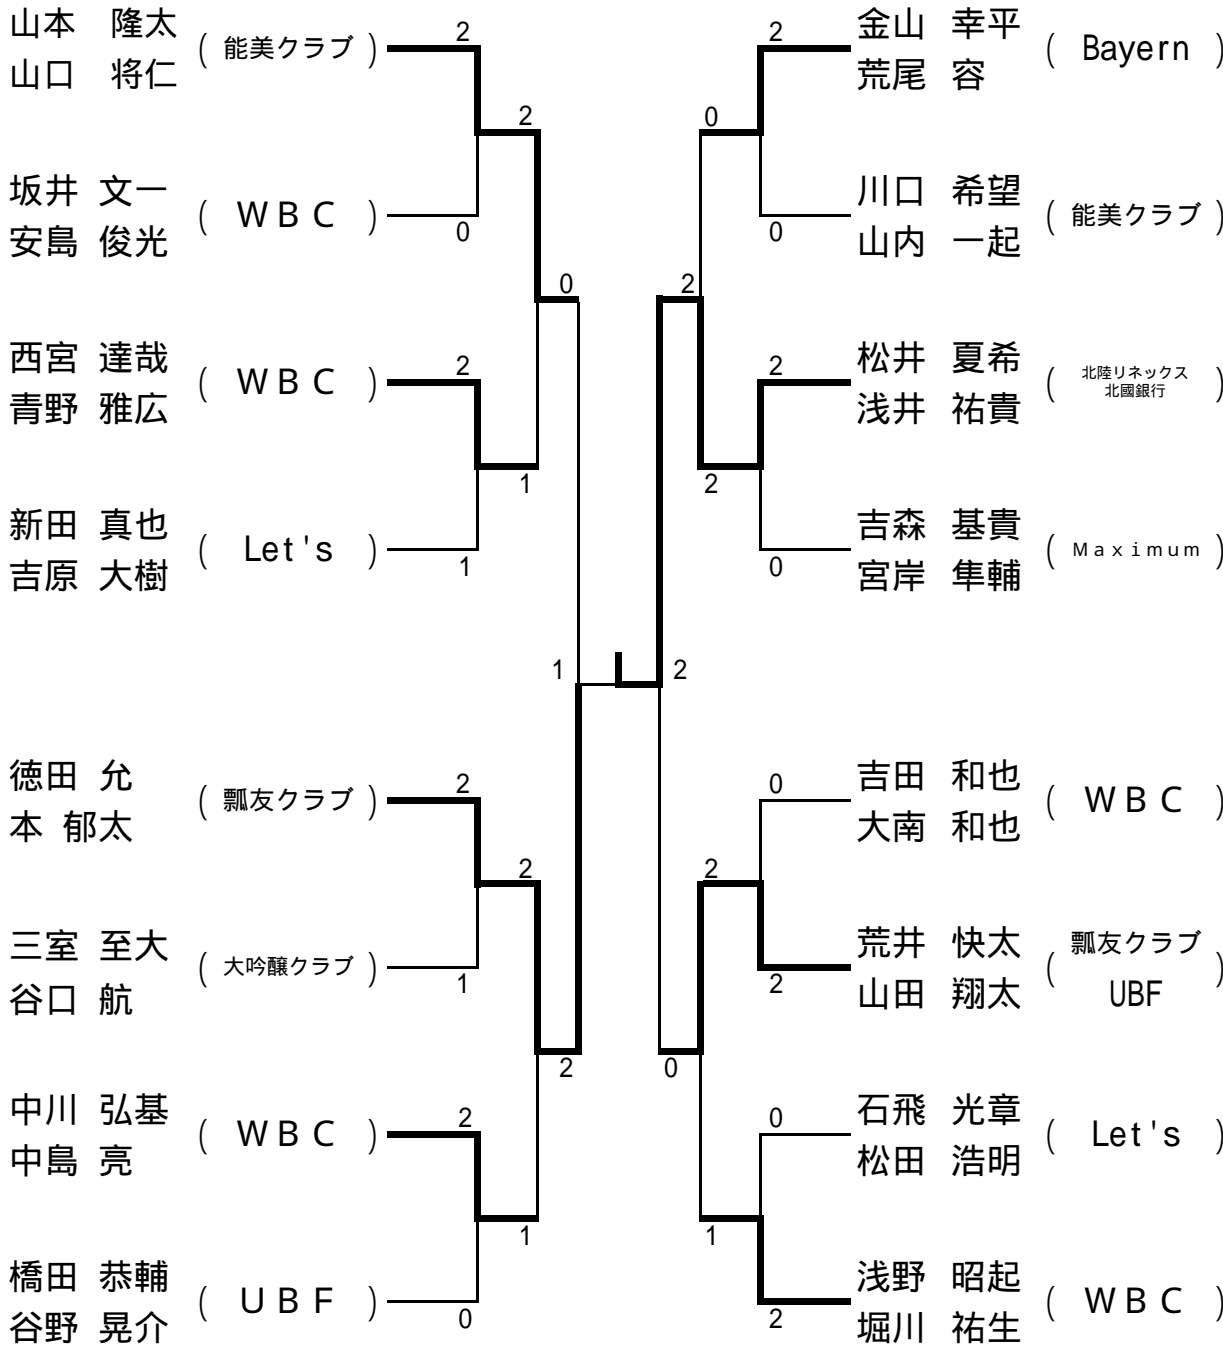 山本 隆太
山口 将仁
( 能美クラブ )
2
2
坂井 文一
安島 俊光
( ＷＢＣ )
0
0
西宮 達哉
青野 雅広
( ＷＢＣ )
2
1
新田 真也
吉原 大樹
( Let's )
1
1
徳田 允
本 郁太
( 瓢友クラブ )
2
2
三室 至大
谷口 航
( 大吟醸クラブ )
1
2
中川 弘基
中島 亮
( ＷＢＣ )
2
1
橋田 恭輔
谷野 晃介
( ＵＢＦ )
0
2
金山 幸平
荒尾 容
( Bayern )
0
川口 希望
山内 一起
( 能美クラブ )
0
2
松井 夏希
浅井 祐貴
( 北陸リネックス
北國銀行 )
2
2
吉森 基貴
宮岸 隼輔
( Ｍａｘｉｍｕｍ )
0
2
吉田 和也
大南 和也
( ＷＢＣ )
0
2
荒井 快太
山田 翔太
( 瓢友クラブ
UBF )
2
0
石飛 光章
松田 浩明
( Let's )
0
1
浅野 昭起
堀川 祐生
( ＷＢＣ )
2